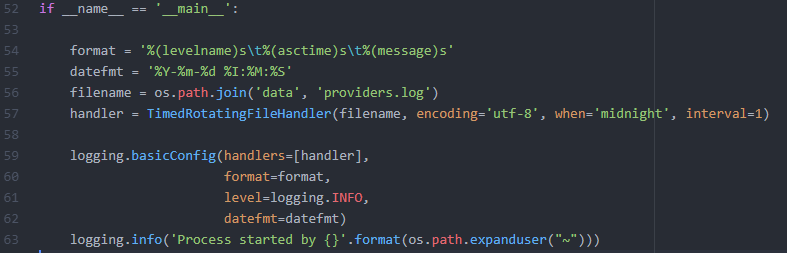 52 if __name__ == '__main__':
53
54     format = '%(levelname)s\t%(asctime)s\t%(message)s'
55     datefmt = '%Y-%m-%d %I:%M:%S'
56     filename = os.path.join('data', 'providers.log')
57     handler = TimedRotatingFileHandler(filename, encoding='utf-8', when='midnight', interval=1)
58
59     logging.basicConfig(handlers=[handler],
60                         format=format,
61                         level=logging.INFO,
62                         datefmt=datefmt)
63     logging.info('Process started by {}'.format(os.path.expanduser("~")))